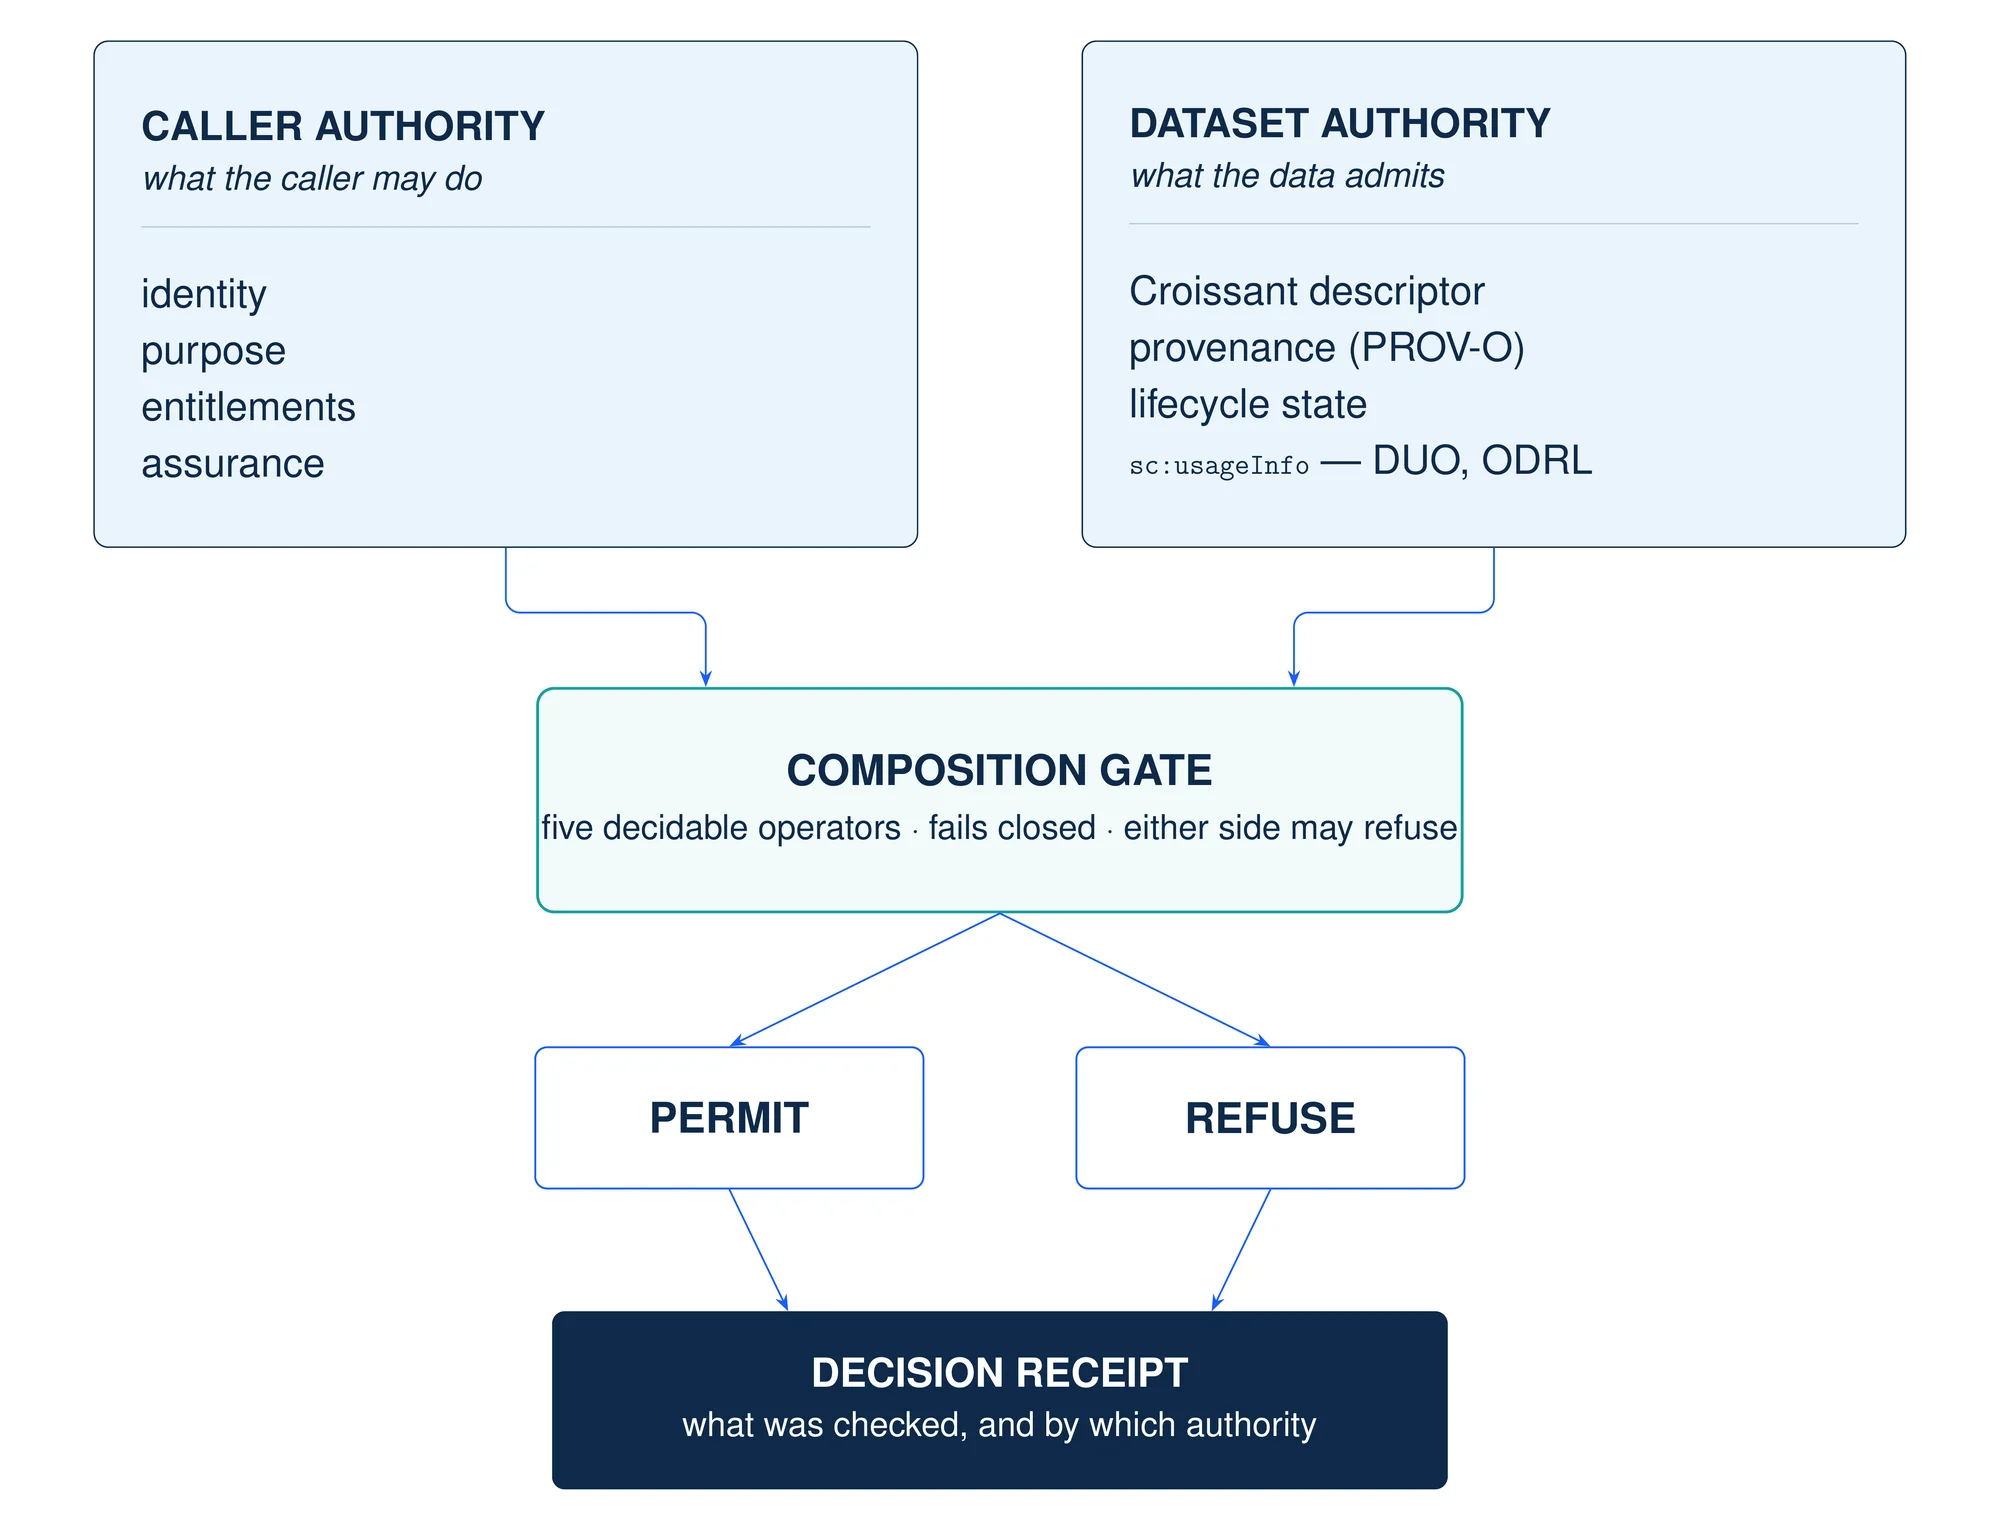 CALLER AUTHORITY
what the caller may do
identity
purpose
entitlements
assurance
DATASET AUTHORITY
what the data admits
Croissant descriptor
provenance (PROV-O)
lifecycle state
sc:usageInfo — DUO, ODRL
COMPOSITION GATE
five decidable operators · fails closed · either side may refuse
PERMIT
REFUSE
DECISION RECEIPT
what was checked, and by which authority